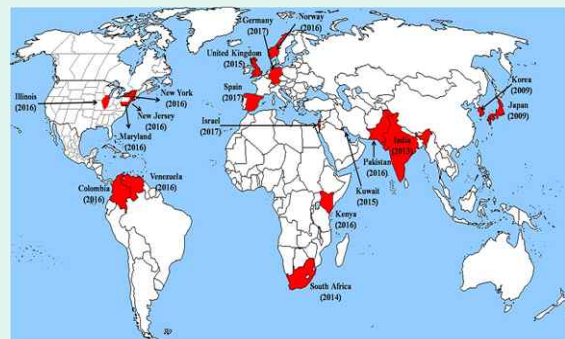 Germany
(2017)
Norway
(2016)
United Kingdom
(2015)
Spain
(2017)
Israel
(2017)
Illinois
(2016)
New York
(2016)
New Jersey
(2016)
Maryland
(2016)
Korea
(2009)
Japan
(2009)
India
(2013)
Pakistan
(2016)
Kuwait
(2015)
Colombia
(2016)
Venezuela
(2016)
Kenya
(2016)
South Africa
(2014)